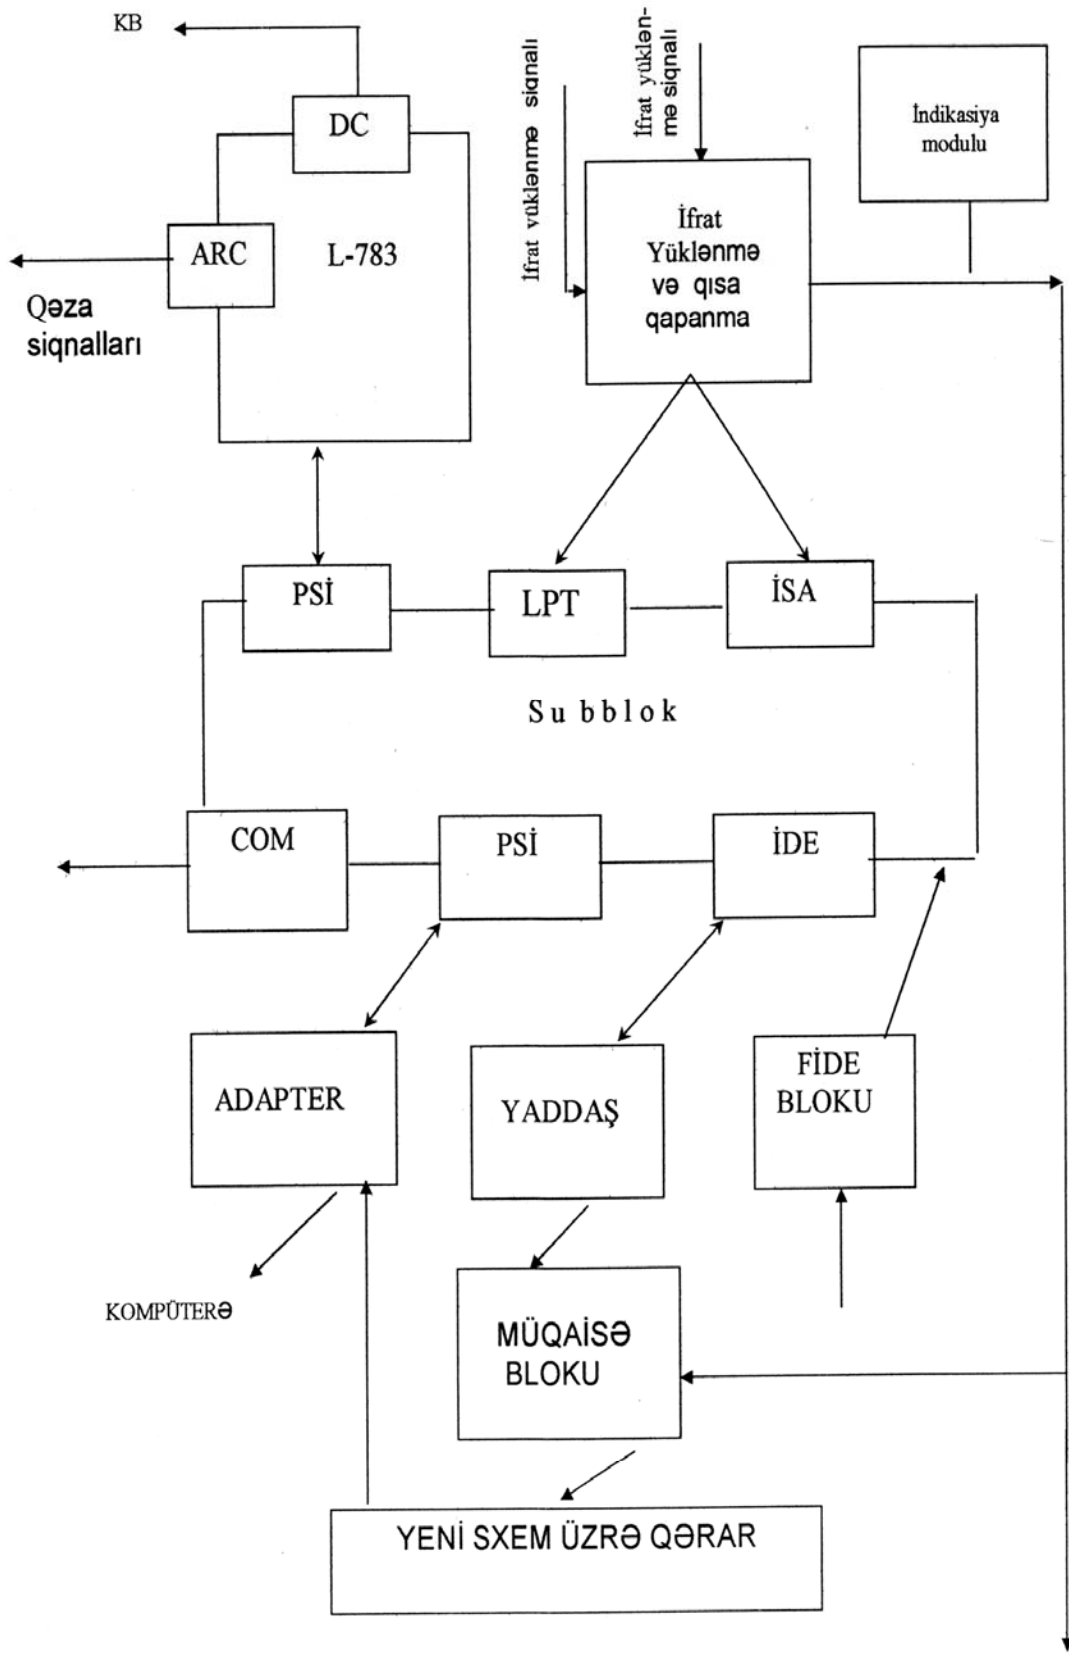 KB
DC
ARC
L-783
Qəza
siqnalları
İfrat vüklənmə siqnalı
İfrat yüklən-
mə siqnalı
İfrat
Yüklənmə
və qısa
qapanma
İndikasiya
modulu
PSİ
LPT
İSA
Subblok
COM
PSİ
İDE
ADAPTER
YADDAŞ
FİDE
BLOKU
KOMPÜTERƏ
MÜQAİSƏ
BLOKU
YENİ SXEM ÜZRƏ QƏRAR